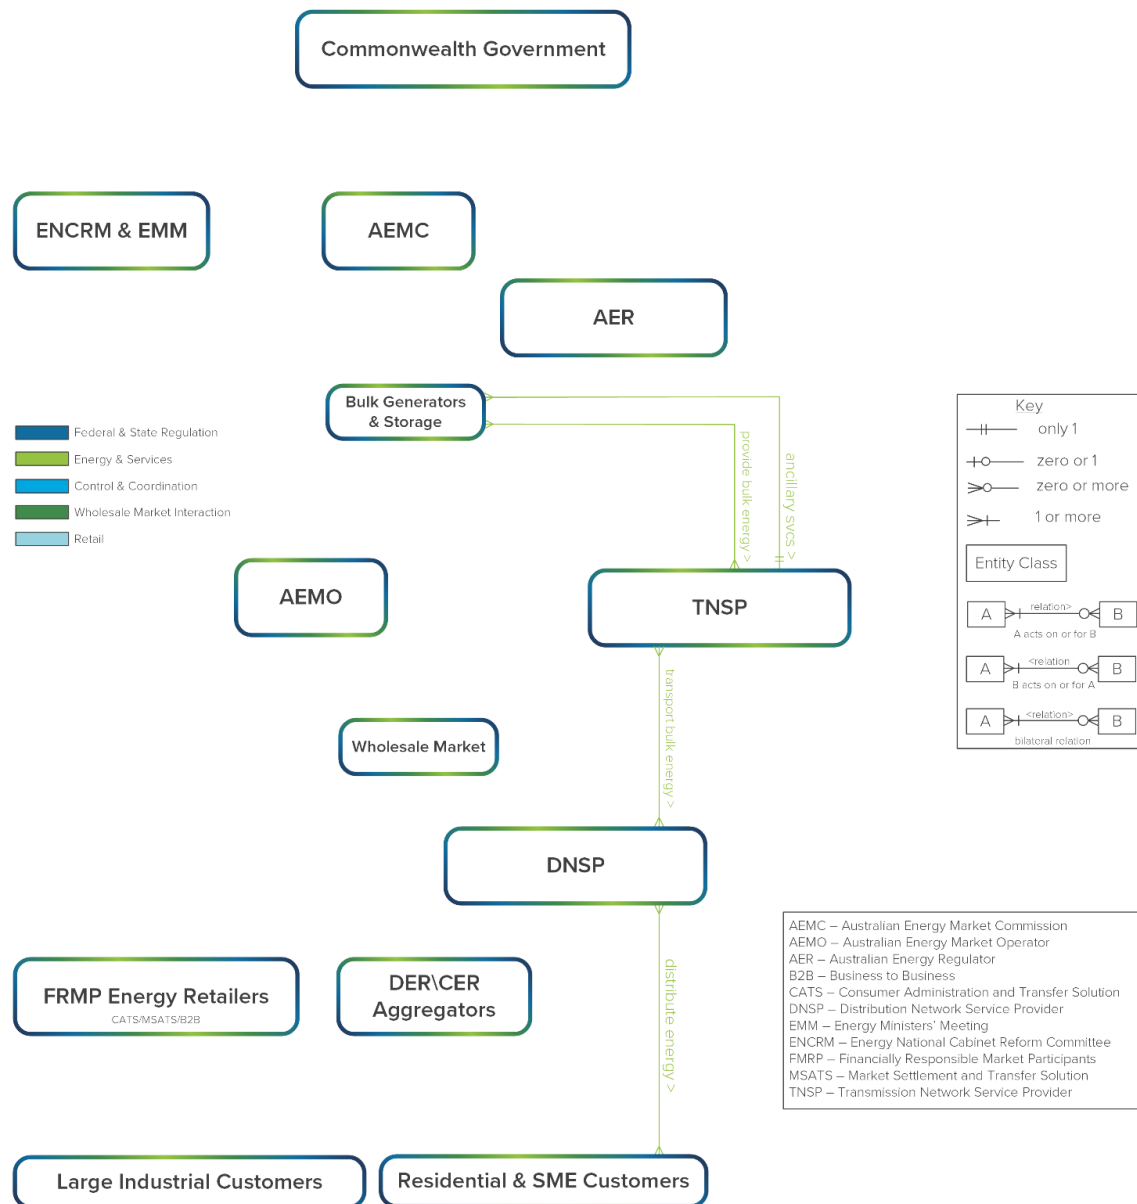 Commonwealth Government
ENCRM & EMM
AEMC
AER
Bulk Generators
& Storage
Federal & State Regulation
Energy & Services
Control & Coordination
Wholesale Market Interaction
Retail
provide bulk energy >
ancillary svcs >
Key
only 1
zero or 1
zero or more
1 or more
Entity Class
A
relation>
B
A acts on or for B
A
<relation
B
B acts on or for A
A
<relation>
B
bilateral relation
AEMO
TNSP
transport bulk energy >
Wholesale Market
DNSP
distribute energy >
FRMP Energy Retailers
CATS/MSATS/B2B
DER\CER
Aggregators
AEMC – Australian Energy Market Commission
AEMO – Australian Energy Market Operator
AER – Australian Energy Regulator
B2B – Business to Business
CATS – Consumer Administration and Transfer Solution
DNSP – Distribution Network Service Provider
EMM – Energy Ministers' Meeting
ENCRM – Energy National Cabinet Reform Committee
FMRP – Financially Responsible Market Participants
MSATS – Market Settlement and Transfer Solution
TNSP – Transmission Network Service Provider
Large Industrial Customers
Residential & SME Customers